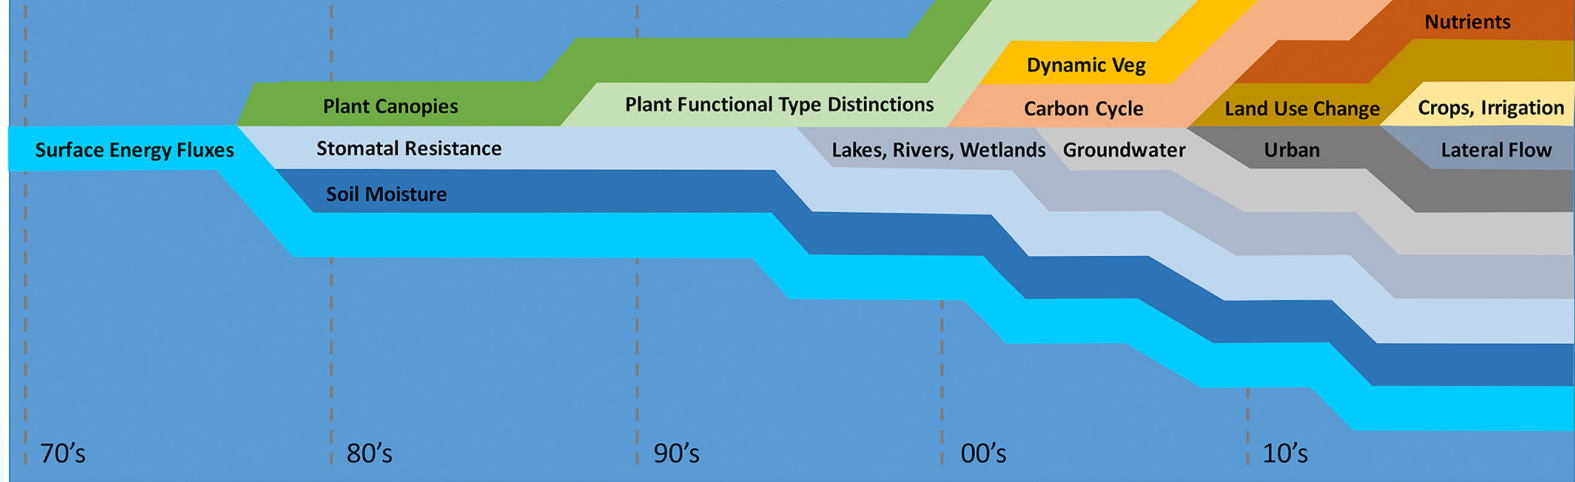 Nutrients
Dynamic Veg
Plant Canopies
Plant Functional Type Distinctions
Carbon Cycle
Land Use Change
Crops, Irrigation
Surface Energy Fluxes
Stomatal Resistance
Lakes, Rivers, Wetlands
Groundwater
Urban
Lateral Flow
Soil Moisture
70's
80's
90's
00's
10's